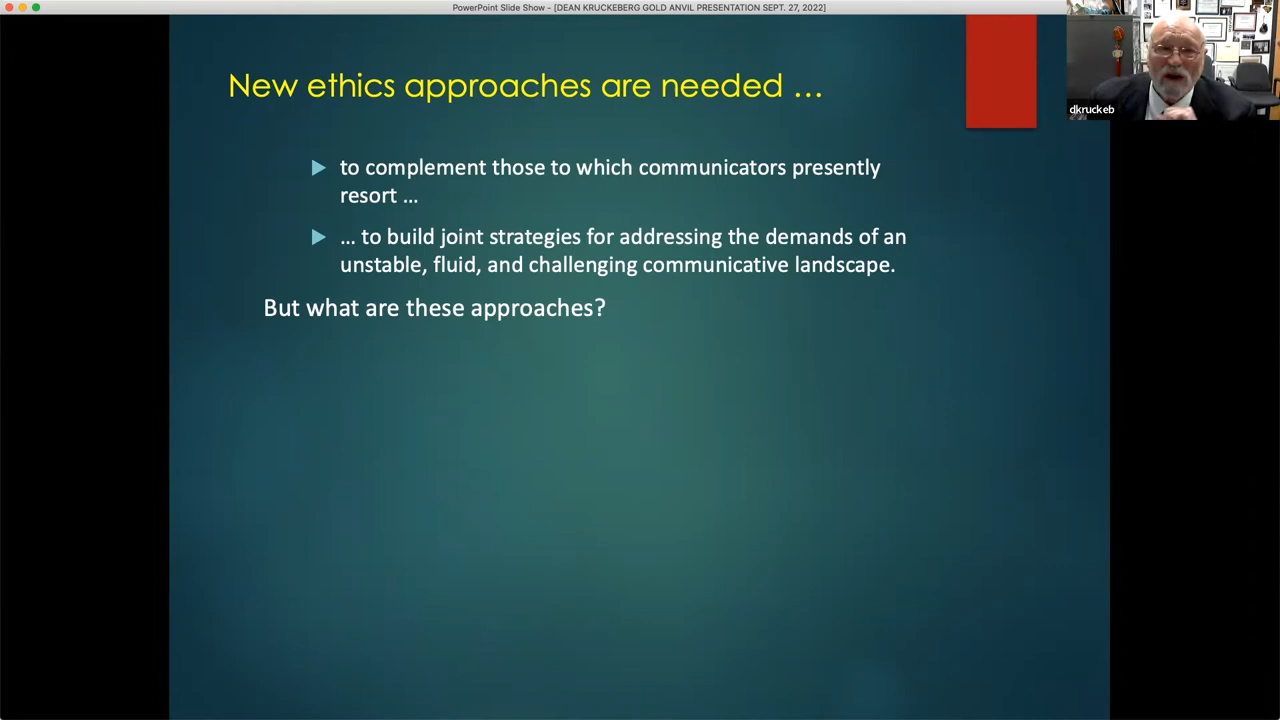 PowerPoint Slide Show - [DEAN KRUCKEBERG GOLD ANVIL PRESENTATION SEPT. 27, 2022]
New ethics approaches are needed …
to complement those to which communicators presently
resort …
… to build joint strategies for addressing the demands of an
unstable, fluid, and challenging communicative landscape.
But what are these approaches?
dkruckeb